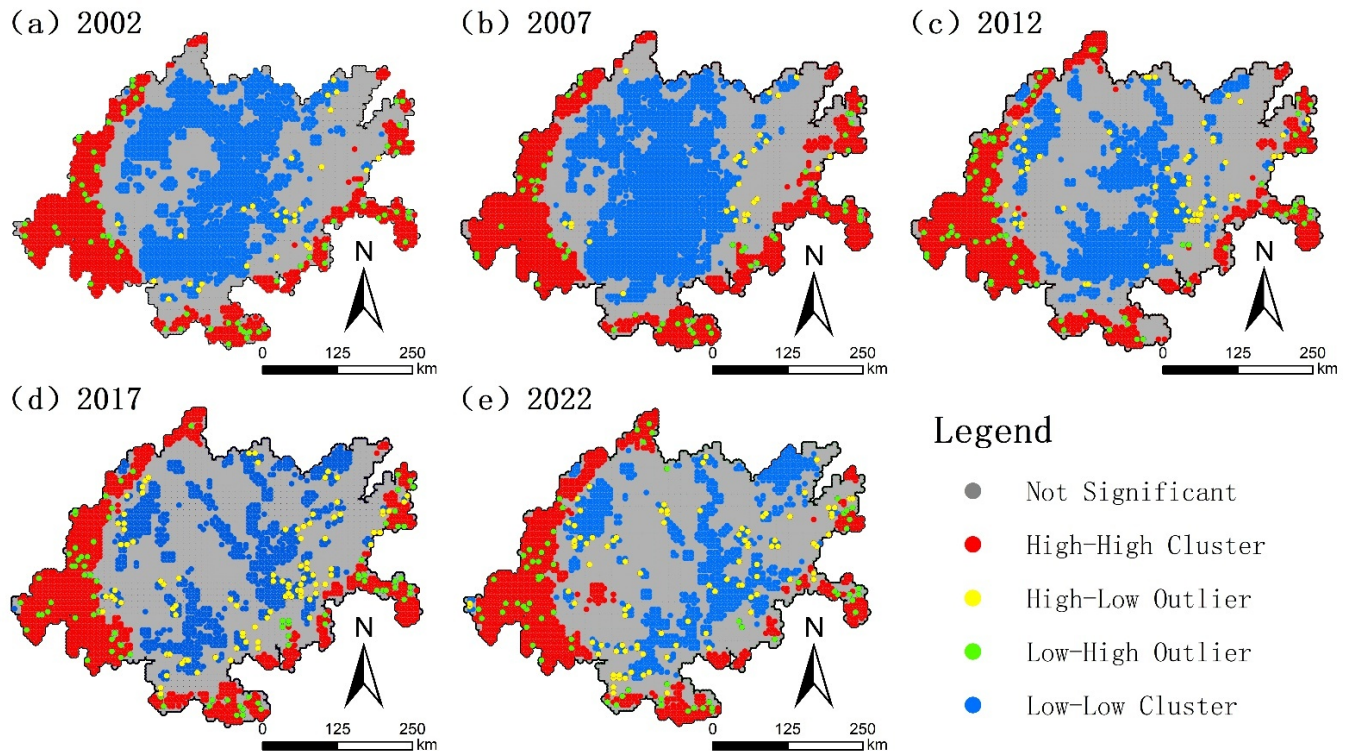 (a) 2002
(b) 2007
(c) 2012
N
N
N
0 125 250
km
0 125 250
km
0 125 250
km
(d) 2017
(e) 2022
Legend
Not Significant
High-High Cluster
High-Low Outlier
Low-High Outlier
Low-Low Cluster
N
N
0 125 250
km
0 125 250
km